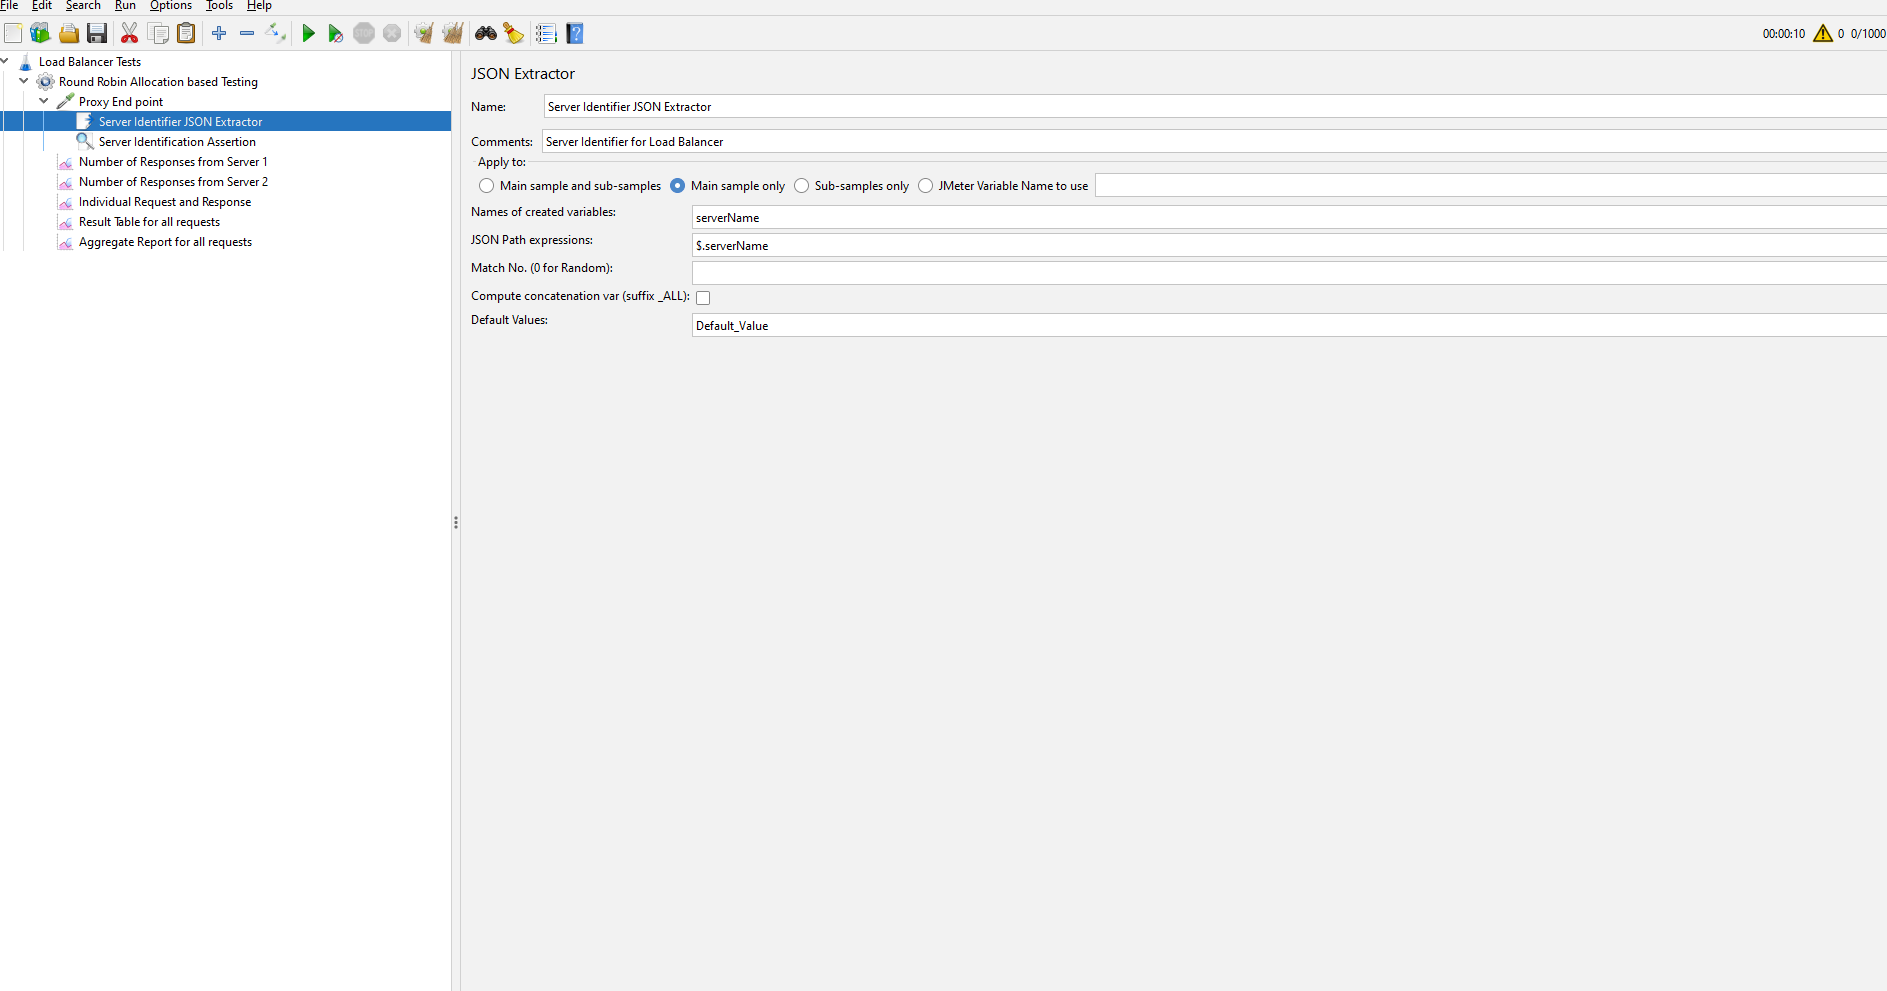 File Edit Search Run Options Tools Help
STOP
00:00:10 0 0/1000
Load Balancer Tests
Round Robin Allocation based Testing
Proxy End point
Server Identifier JSON Extractor
Server Identification Assertion
Number of Responses from Server 1
Number of Responses from Server 2
Individual Request and Response
Result Table for all requests
Aggregate Report for all requests
JSON Extractor
Name: Server Identifier JSON Extractor
Comments: Server Identifier for Load Balancer
Apply to:
Main sample and sub-samples Main sample only Sub-samples only JMeter Variable Name to use
Names of created variables: serverName
JSON Path expressions: $.serverName
Match No. (0 for Random):
Compute concatenation var (suffix _ALL):
Default Values: Default_Value